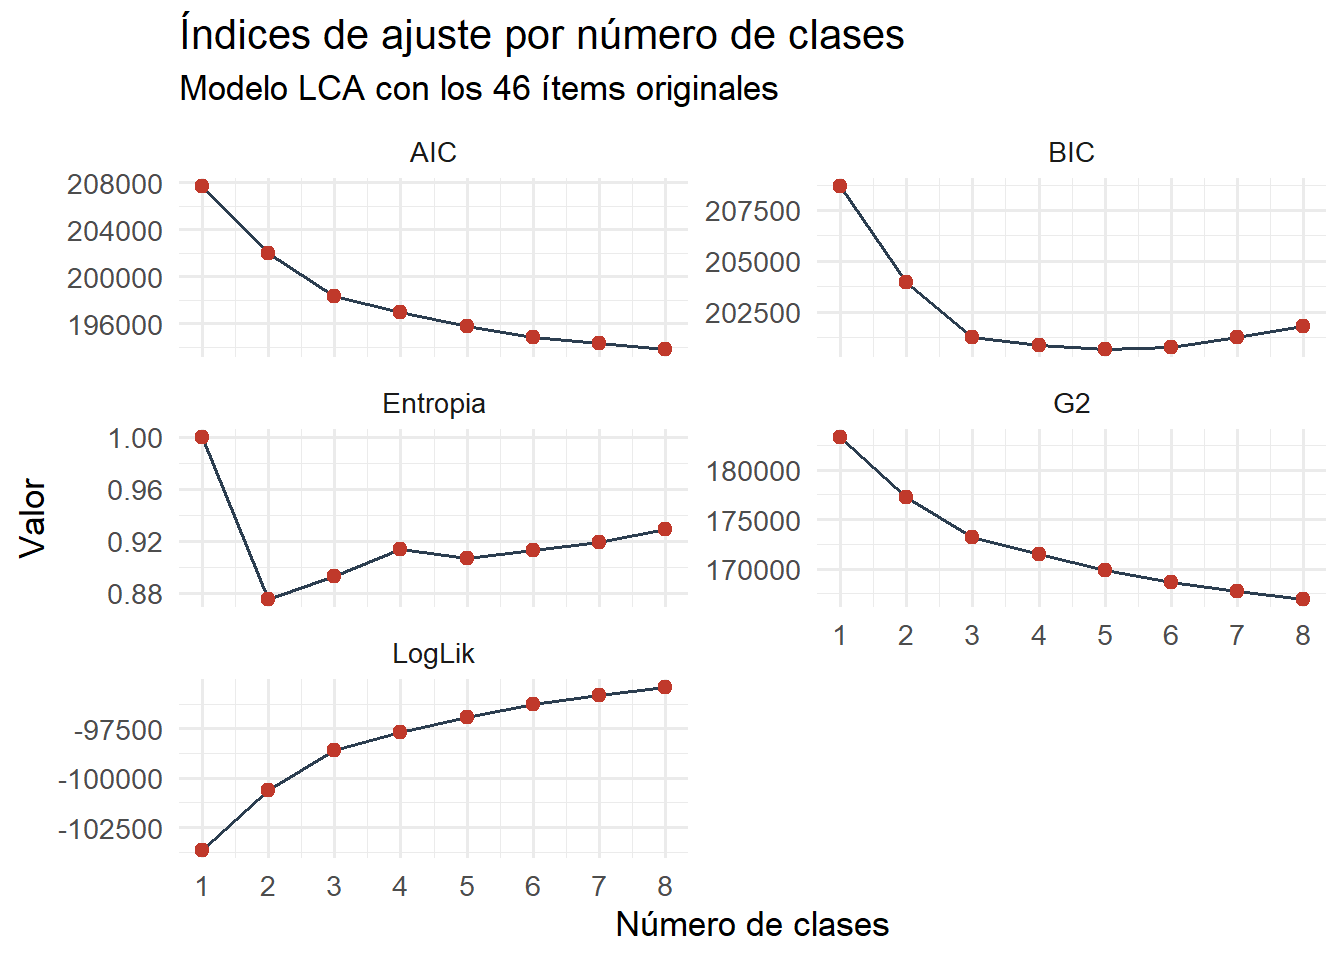 Índices de ajuste por número de clases
Modelo LCA con los 46 ítems originales
AIC
208000
204000
200000
196000
BIC
207500
205000
202500
Entropia
1.00
0.96
0.92
0.88
G2
180000
175000
170000
1 2 3 4 5 6 7 8
LogLik
-97500
-100000
-102500
1 2 3 4 5 6 7 8
Valor
Número de clases